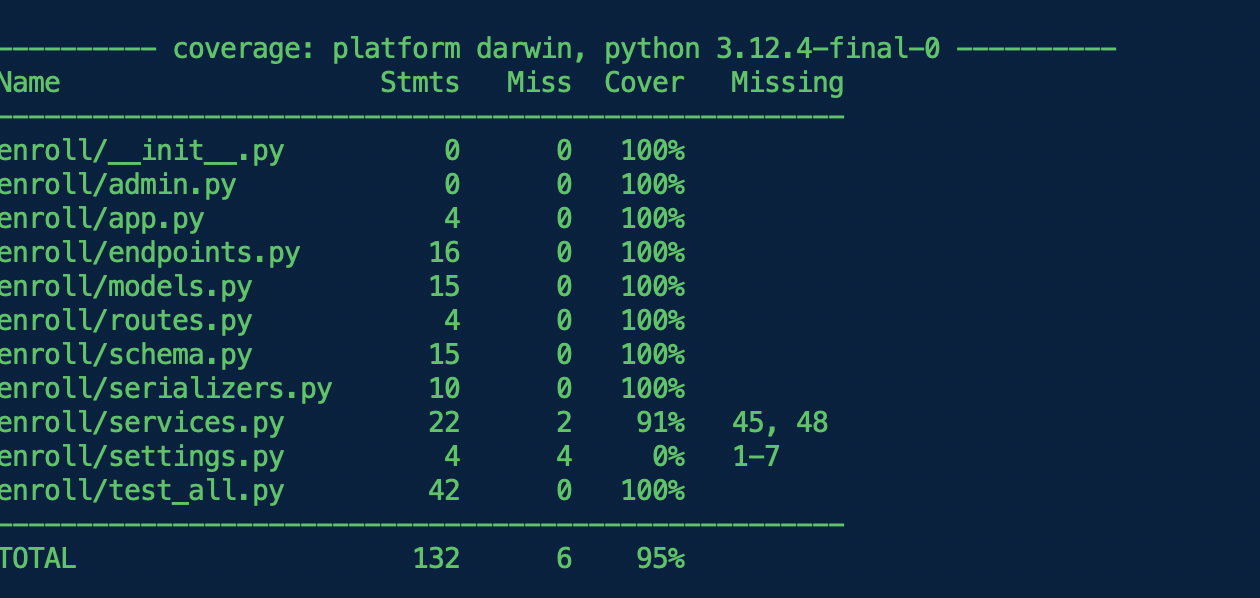 ---------- coverage: platform darwin, python 3.12.4-final-0 ----------
Name                    Stmts   Miss  Cover   Missing
-----------------------------------------------------
enroll/__init__.py          0      0   100%
enroll/admin.py             0      0   100%
enroll/app.py               4      0   100%
enroll/endpoints.py        16      0   100%
enroll/models.py           15      0   100%
enroll/routes.py            4      0   100%
enroll/schema.py           15      0   100%
enroll/serializers.py      10      0   100%
enroll/services.py         22      2    91%   45, 48
enroll/settings.py          4      4     0%   1-7
enroll/test_all.py         42      0   100%
-----------------------------------------------------
TOTAL                     132      6    95%